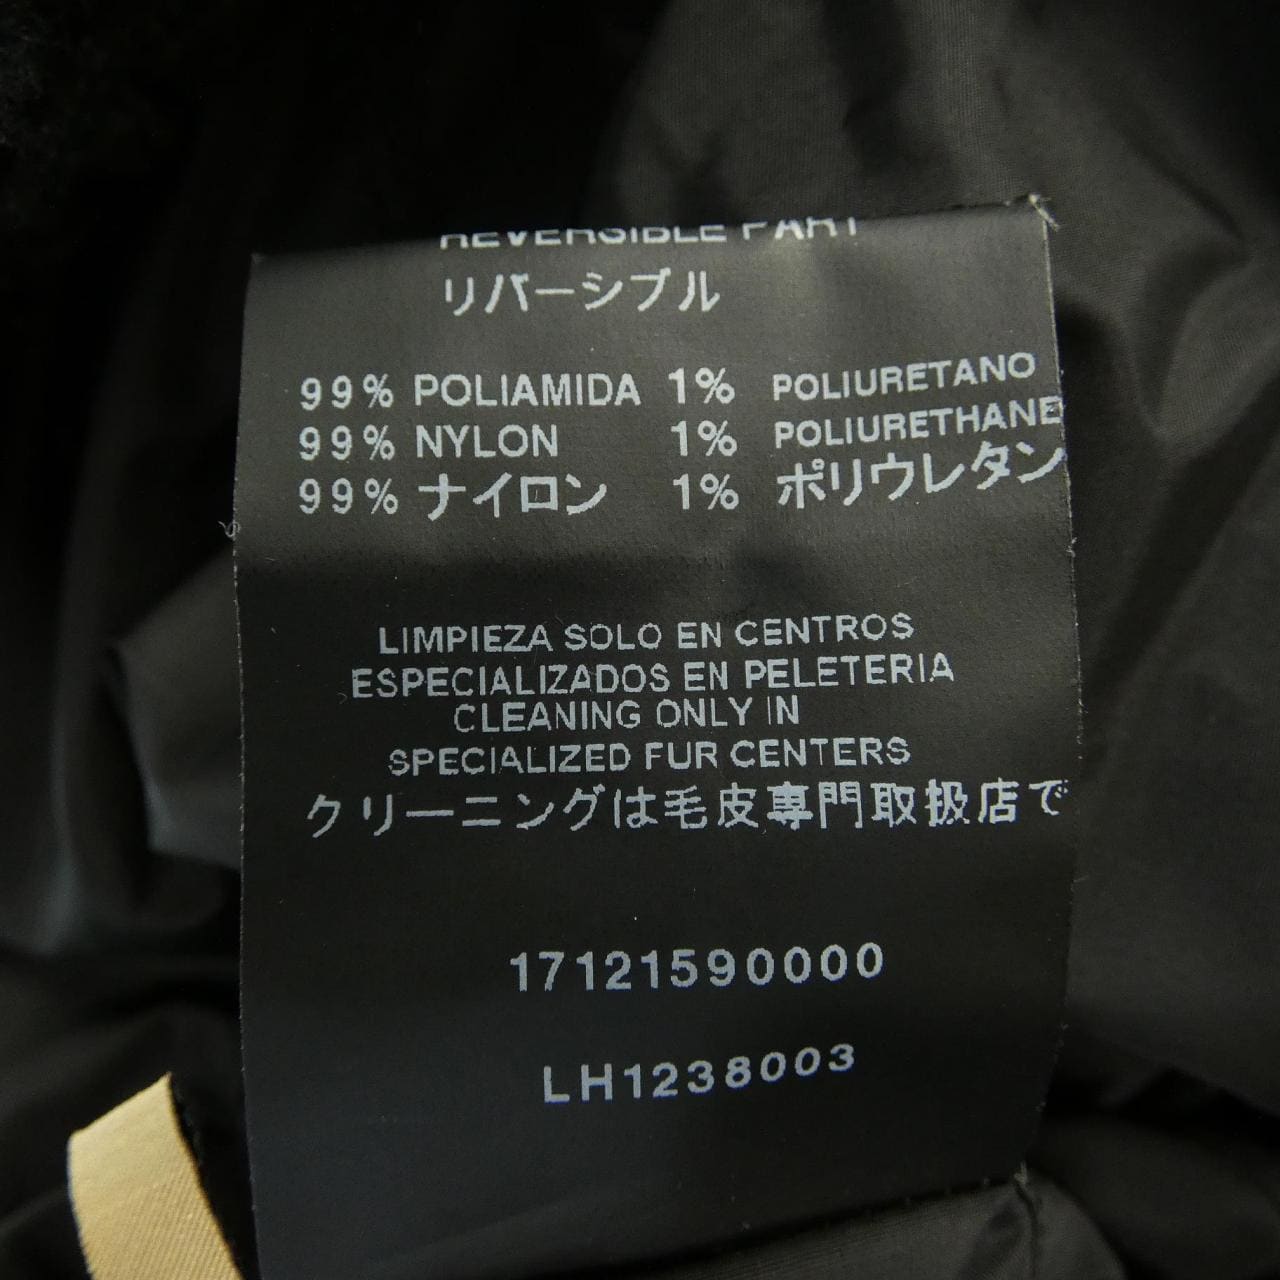 REVERSIBLE PART
リバーシブル
99% POLIAMIDA 1% POLIURETANO
99% NYLON 1% POLIURETHANE
99% ナイロン 1% ポリウレタン
LIMPIEZA SOLO EN CENTROS
ESPECIALIZADOS EN PELETERIA
CLEANING ONLY IN
SPECIALIZED FUR CENTERS
クリーニングは毛皮専門取扱店で
17121590000
LH1238003